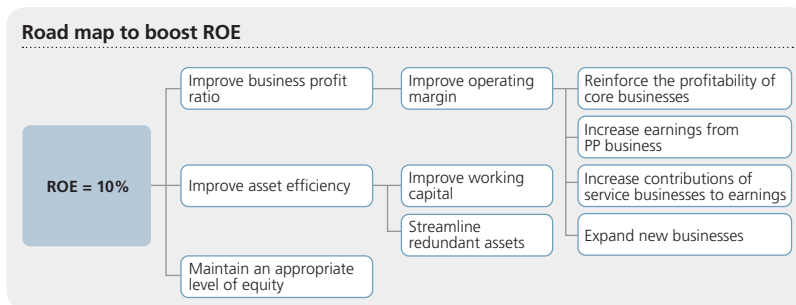 Road map to boost ROE
ROE = 10%
Improve business profit
ratio
Improve operating
margin
Reinforce the profitability of
core businesses
Increase earnings from
PP business
Increase contributions of
service businesses to earnings
Expand new businesses
Improve asset efficiency
Improve working
capital
Streamline
redundant assets
Maintain an appropriate
level of equity